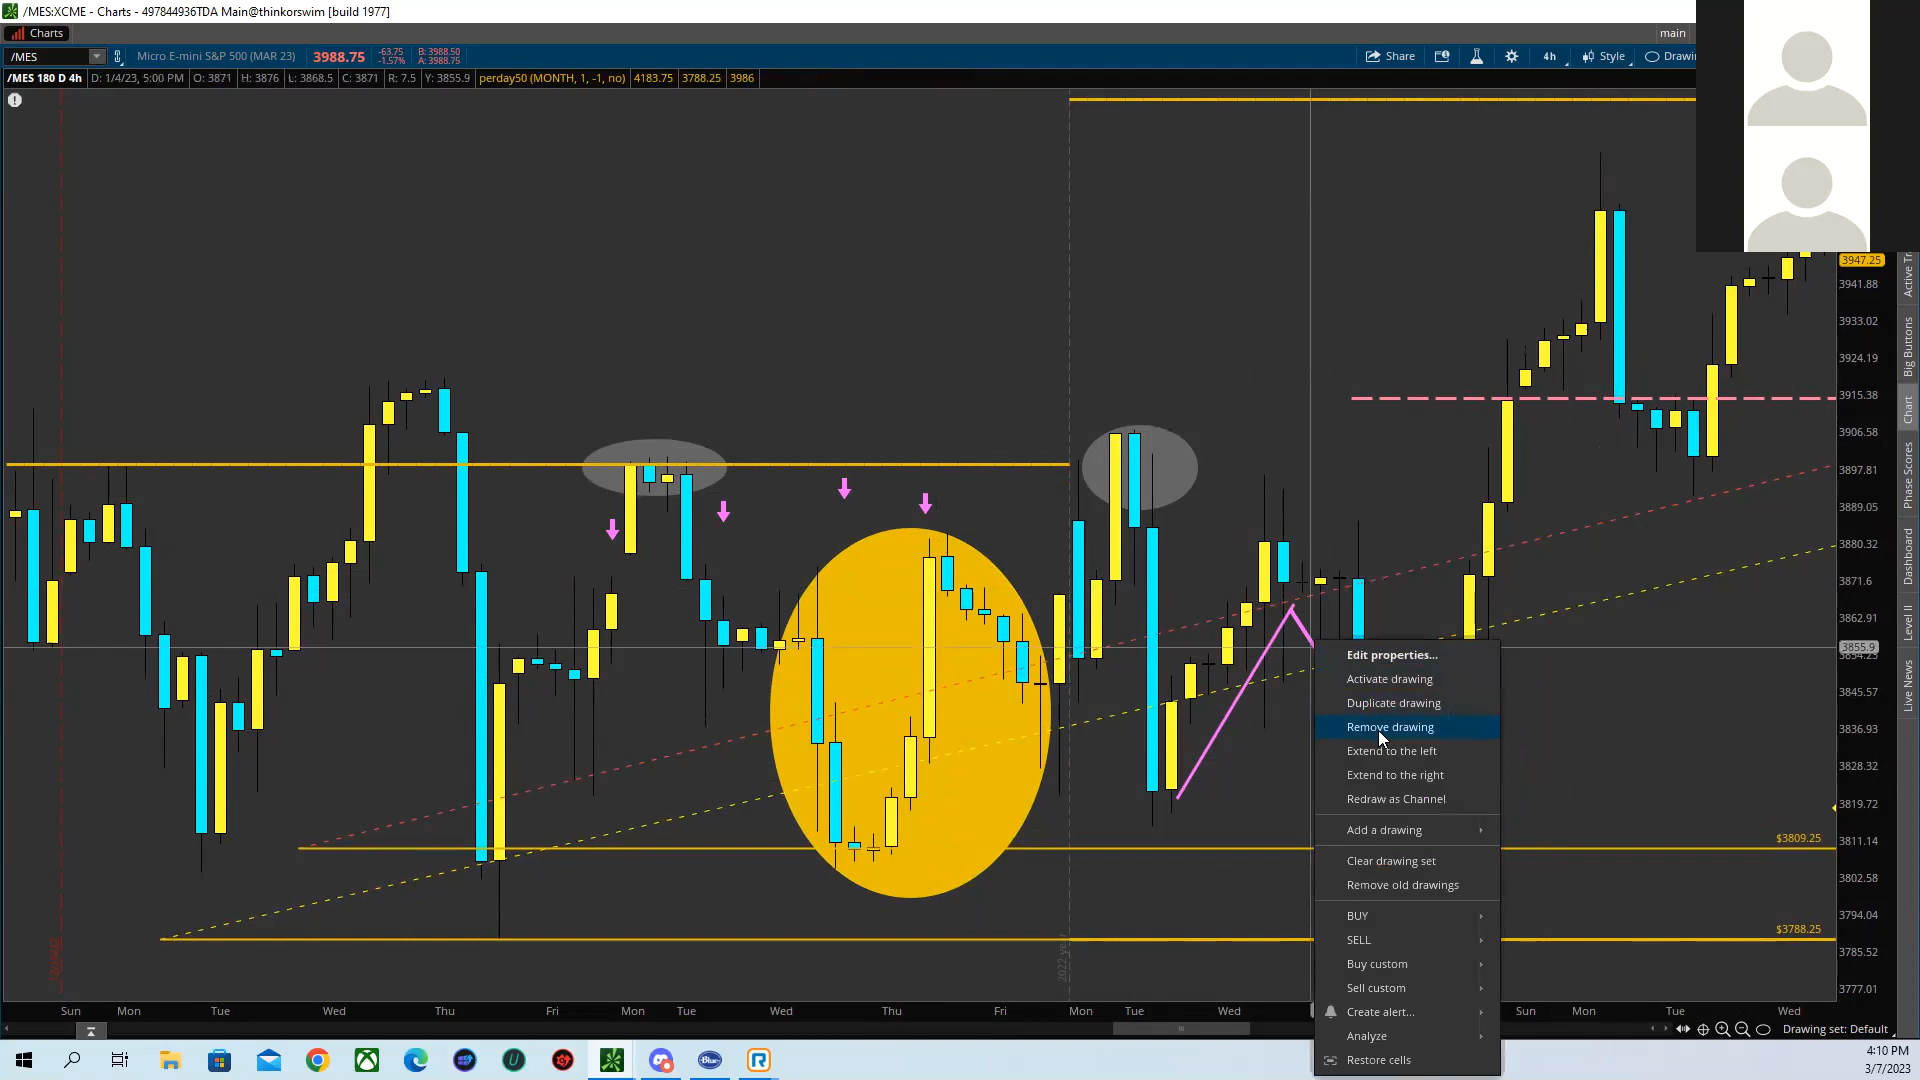 /MES:XCME - Charts - 497844936TDA Main@thinkorswim [build 1977]
Charts
main
/MES
Micro E-mini S&P 500 (MAR 23)
3988.75
-63.75
-1.57%
B: 3988.50
A: 3988.75
Share
4h
Style
Drawin
/MES 180 D 4h
D: 1/4/23, 5:00 PM
O: 3871
H: 3876
L: 3868.5
C: 3871
R: 7.5
Y: 3855.9
perday50 (MONTH, 1, -1, no)
4183.75
3788.25
3986
3947.25
3941.88
3933.02
3924.19
3915.38
3906.58
3897.81
3889.05
3880.32
3871.6
3862.91
3855.9
3845.57
3836.93
3828.32
3819.72
3811.14
3802.58
3794.04
3785.52
3777.01
$3809.25
$3788.25
Active Tr
Big Buttons
Chart
Phase Scores
Dashboard
Level II
Live News
Edit properties...
Activate drawing
Duplicate drawing
Remove drawing
Extend to the left
Extend to the right
Redraw as Channel
Add a drawing
Clear drawing set
Remove old drawings
BUY
SELL
Buy custom
Sell custom
Create alert...
Analyze
Restore cells
2022 year
Sun
Mon
Tue
Wed
Thu
Fri
Mon
Tue
Wed
Thu
Fri
Mon
Tue
Wed
Sun
Mon
Tue
Wed
Drawing set: Default
Blue
4:10 PM
3/7/2023